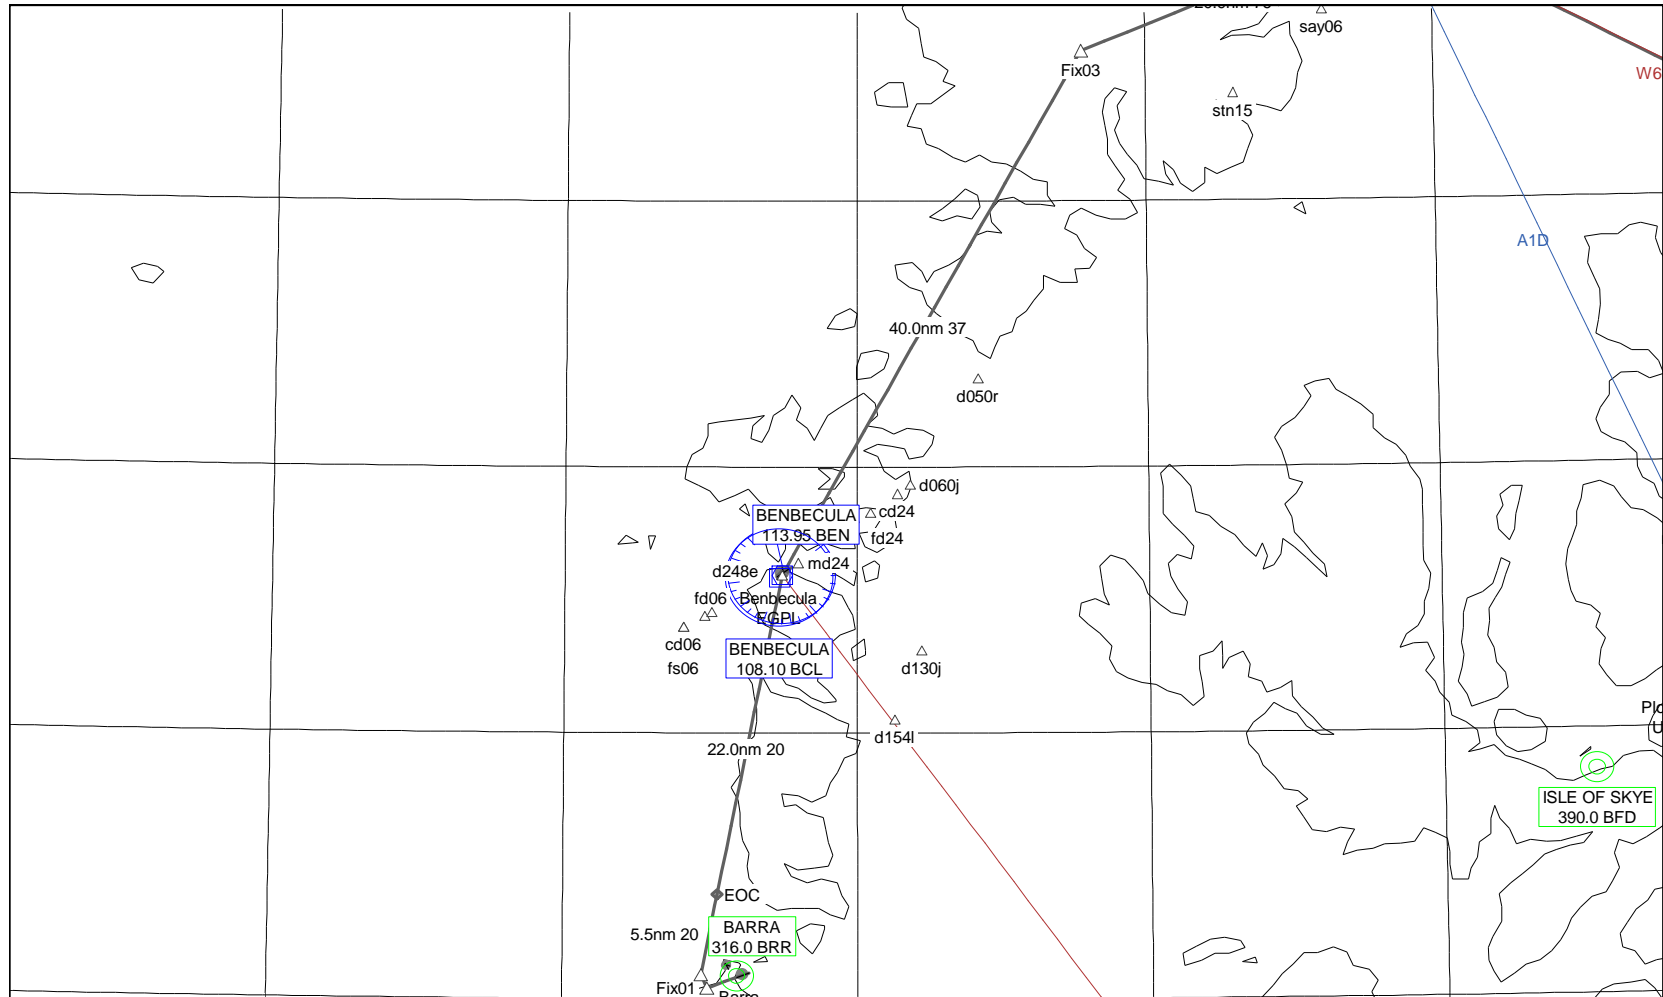 say06
Fix03
W6
stn15
A1D
40.0nm 37
d050r
d060j
cd24
BENBECULA
113.95 BEN
fd24
md24
d248e
fd06
Benbecula
EGPL
cd06
fs06
BENBECULA
108.10 BCL
d130j
d154l
22.0nm 20
ISLE OF SKYE
390.0 BFD
EOC
5.5nm 20
BARRA
316.0 BRR
Fix01
Barra